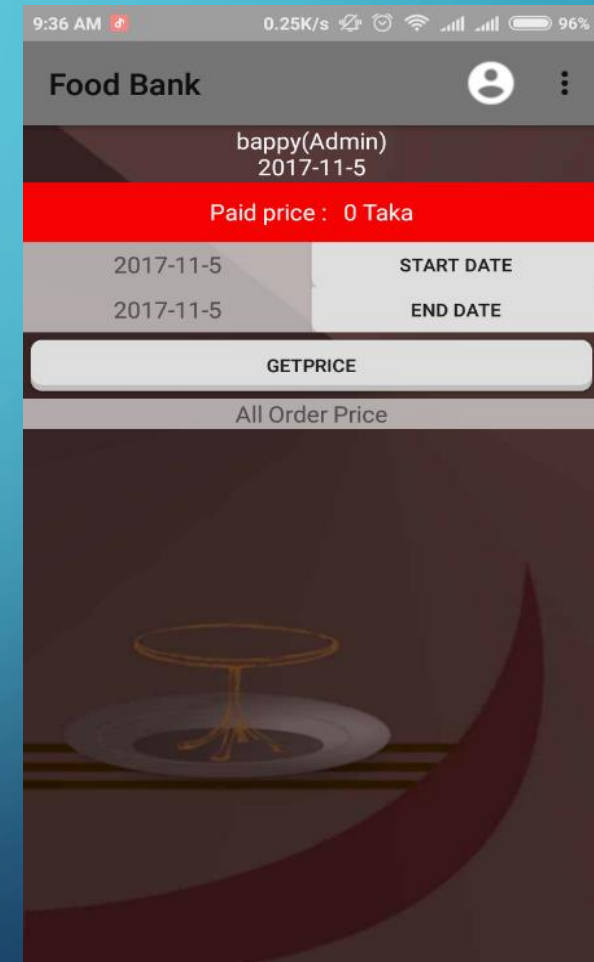 9:36 AM 0.25K/s 96%
Food Bank
bappy(Admin)
2017-11-5
Paid price : 0 Taka
2017-11-5 START DATE
2017-11-5 END DATE
GETPRICE
All Order Price